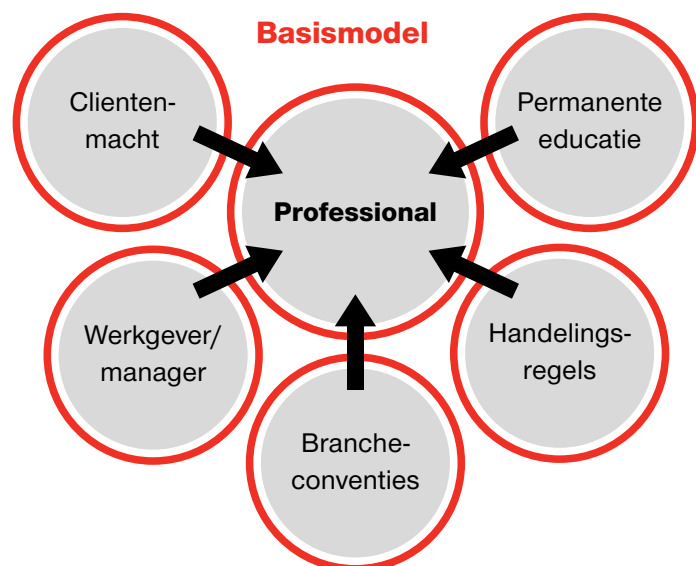 Basismodel
Clienten-
macht
Permanente
educatie
Professional
Werkgever/
manager
Handelings-
regels
Branche-
conventies